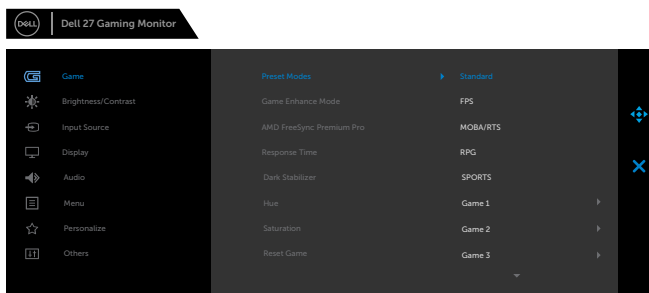 DELL
Dell 27 Gaming Monitor
Game
Brightness/Contrast
Input Source
Display
Audio
Menu
Personalize
Others
Preset Modes
Game Enhance Mode
AMD FreeSync Premium Pro
Response Time
Dark Stabilizer
Hue
Saturation
Reset Game
Standard
FPS
MOBA/RTS
RPG
SPORTS
Game 1
Game 2
Game 3